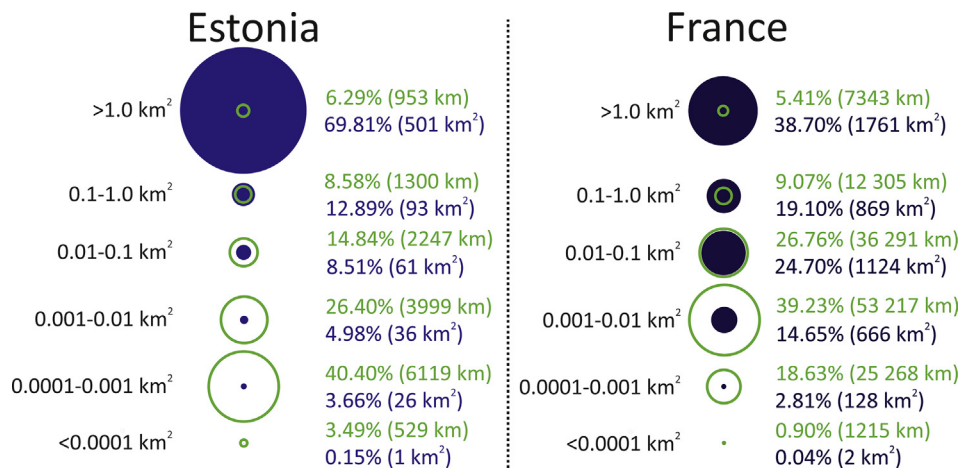 Estonia
>1.0 km²
6.29% (953 km)
69.81% (501 km²)
0.1-1.0 km²
8.58% (1300 km)
12.89% (93 km²)
0.01-0.1 km²
14.84% (2247 km)
8.51% (61 km²)
0.001-0.01 km²
26.40% (3999 km)
4.98% (36 km²)
0.0001-0.001 km²
40.40% (6119 km)
3.66% (26 km²)
<0.0001 km²
3.49% (529 km)
0.15% (1 km²)
France
>1.0 km²
5.41% (7343 km)
38.70% (1761 km²)
0.1-1.0 km²
9.07% (12 305 km)
19.10% (869 km²)
0.01-0.1 km²
26.76% (36 291 km)
24.70% (1124 km²)
0.001-0.01 km²
39.23% (53 217 km)
14.65% (666 km²)
0.0001-0.001 km²
18.63% (25 268 km)
2.81% (128 km²)
<0.0001 km²
0.90% (1215 km)
0.04% (2 km²)